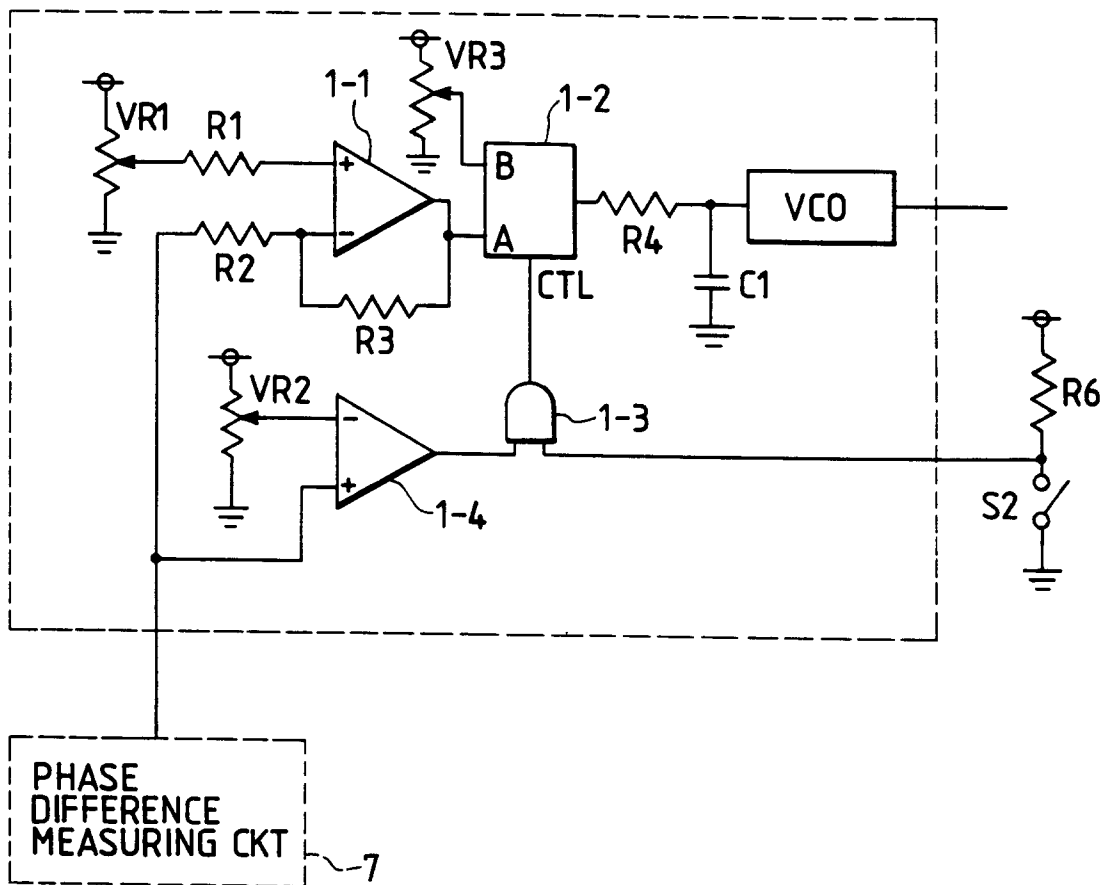 VR3
1-1
1-2
VR1
R1
+
B
VCO
−
A
R4
R2
CTL
C1
R3
VR2
1-3
R6
−
+
1-4
S2
PHASE
DIFFERENCE
MEASURING CKT
7